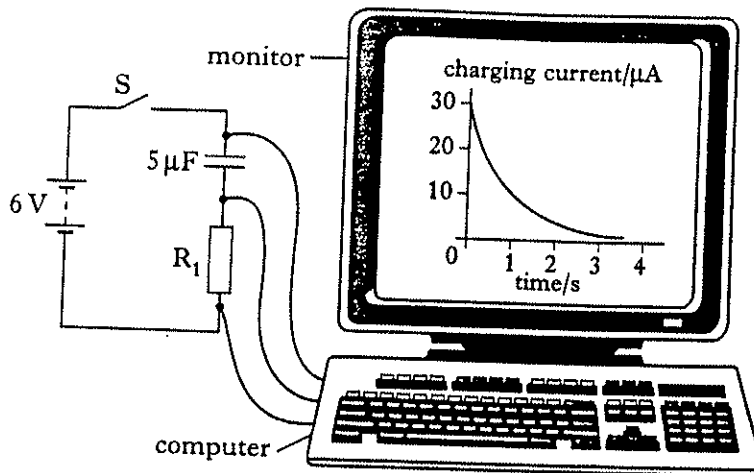 monitor
charging current/µA
30
20
10
0
1
2
3
4
time/s
S
5 µF
6 V
R₁
computer